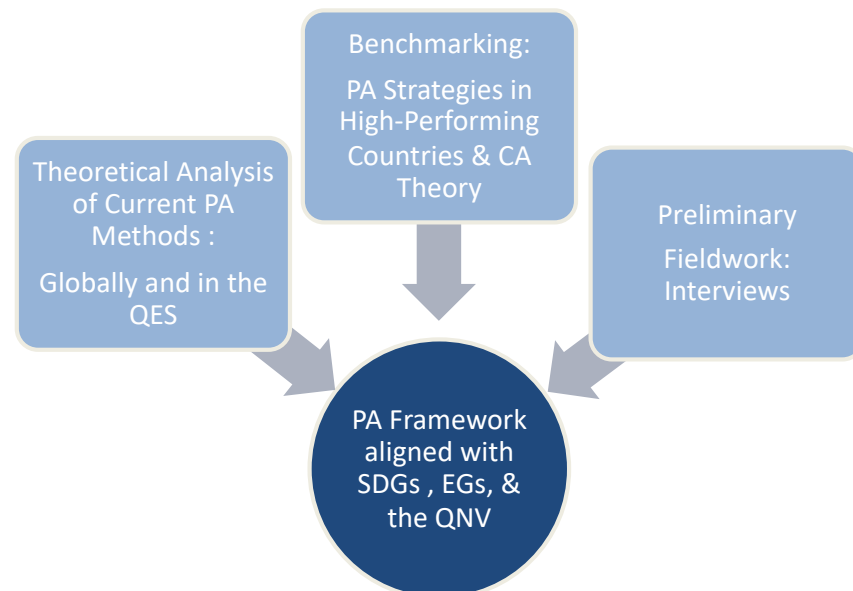 Theoretical Analysis
of Current PA
Methods :
Globally and in the
QES
Benchmarking:
PA Strategies in
High-Performing
Countries & CA
Theory
Preliminary
Fieldwork:
Interviews
PA Framework
aligned with
SDGs , EGs, &
the QNV